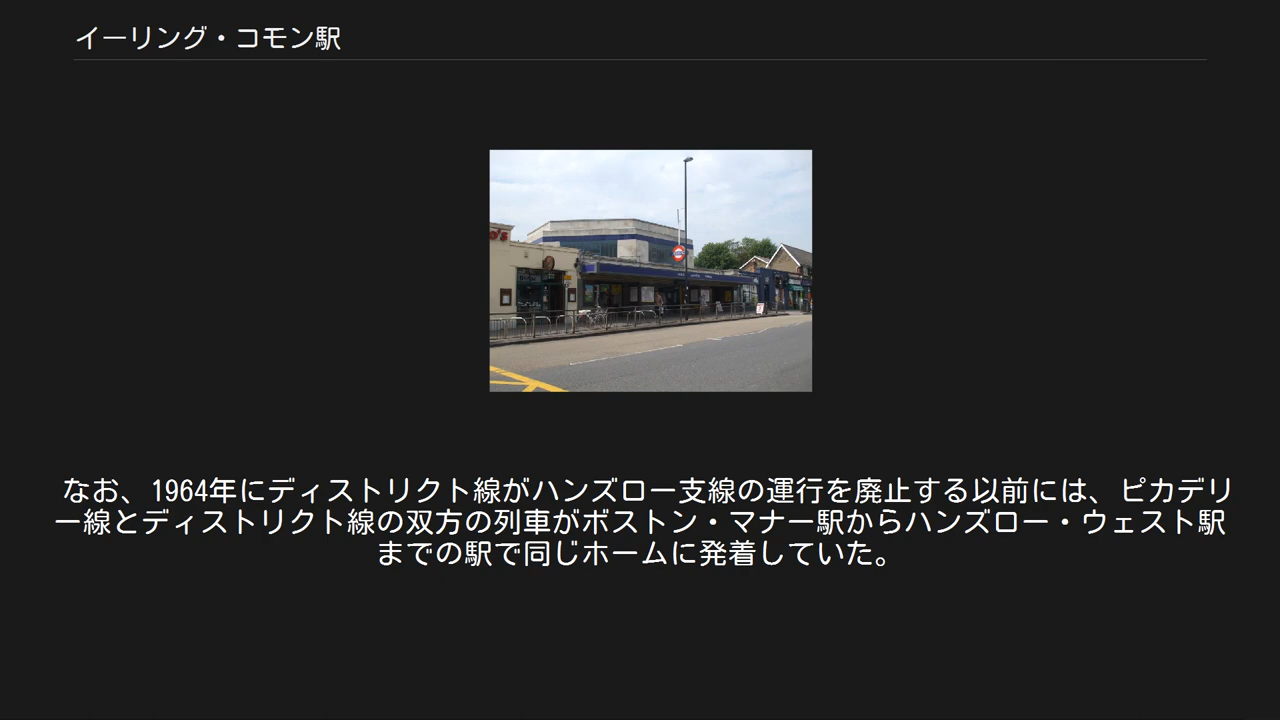 イーリング・コモン駅
o's
なお、1964年にディストリクト線がハンズロー支線の運行を廃止する以前には、ピカデリ
ー線とディストリクト線の双方の列車がボストン・マナー駅からハンズロー・ウェスト駅
までの駅で同じホームに発着していた。